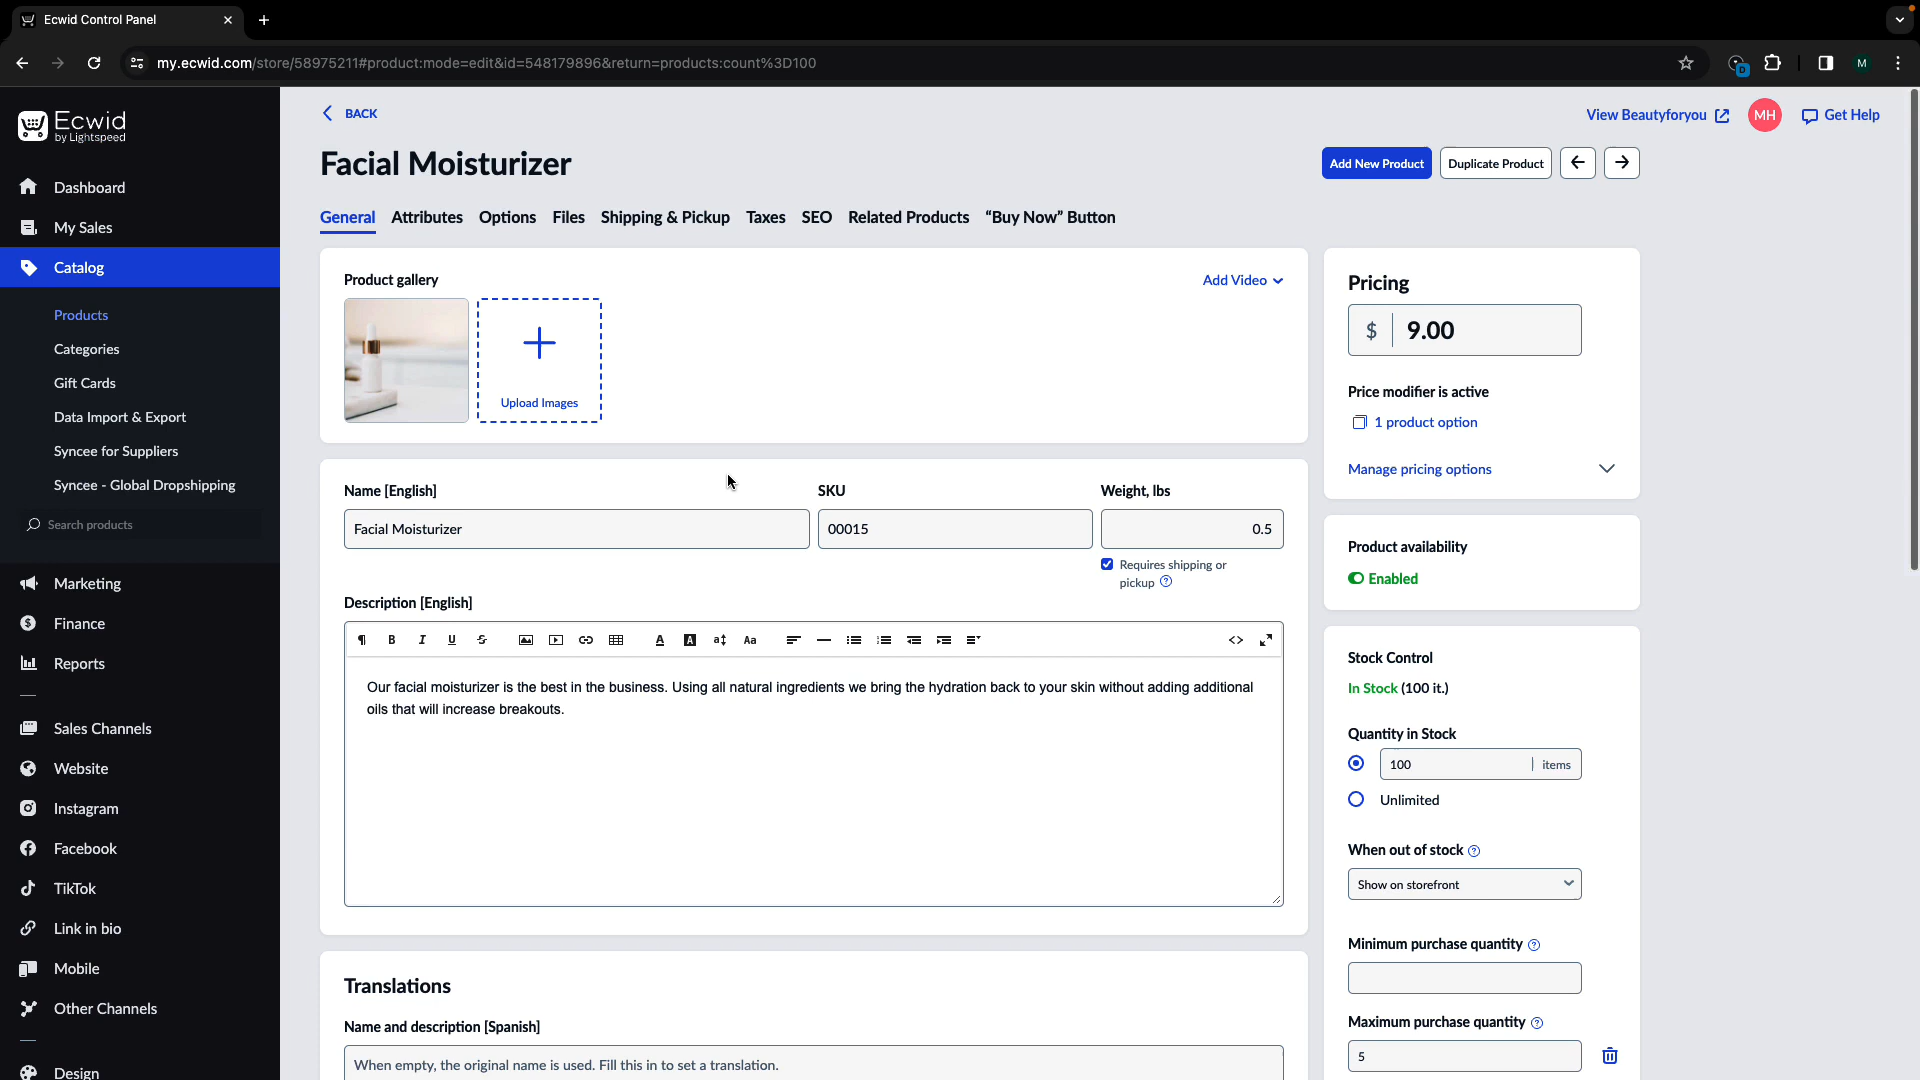 Ecwid Control Panel
my.ecwid.com/store/58975211#product:mode=edit&id=548179896&return=products:count%3D100
D
M
Ecwid
by Lightspeed
BACK
View Beautyforyou
MH
Get Help
Facial Moisturizer
Add New Product
Duplicate Product
General Attributes Options Files Shipping & Pickup Taxes SEO Related Products “Buy Now” Button
Dashboard
My Sales
Catalog
Products
Categories
Gift Cards
Data Import & Export
Syncee for Suppliers
Syncee - Global Dropshipping
Search products
Marketing
Finance
Reports
Sales Channels
Website
Instagram
Facebook
TikTok
Link in bio
Mobile
Other Channels
Design
Product gallery
Add Video
Upload Images
Name [English]
Facial Moisturizer
SKU
00015
Weight, lbs
0.5
Requires shipping or
pickup
Description [English]
Our facial moisturizer is the best in the business. Using all natural ingredients we bring the hydration back to your skin without adding additional
oils that will increase breakouts.
Translations
Name and description [Spanish]
When empty, the original name is used. Fill this in to set a translation.
Pricing
$ 9.00
Price modifier is active
1 product option
Manage pricing options
Product availability
Enabled
Stock Control
In Stock (100 it.)
Quantity in Stock
100 items
Unlimited
When out of stock
Show on storefront
Minimum purchase quantity
Maximum purchase quantity
5